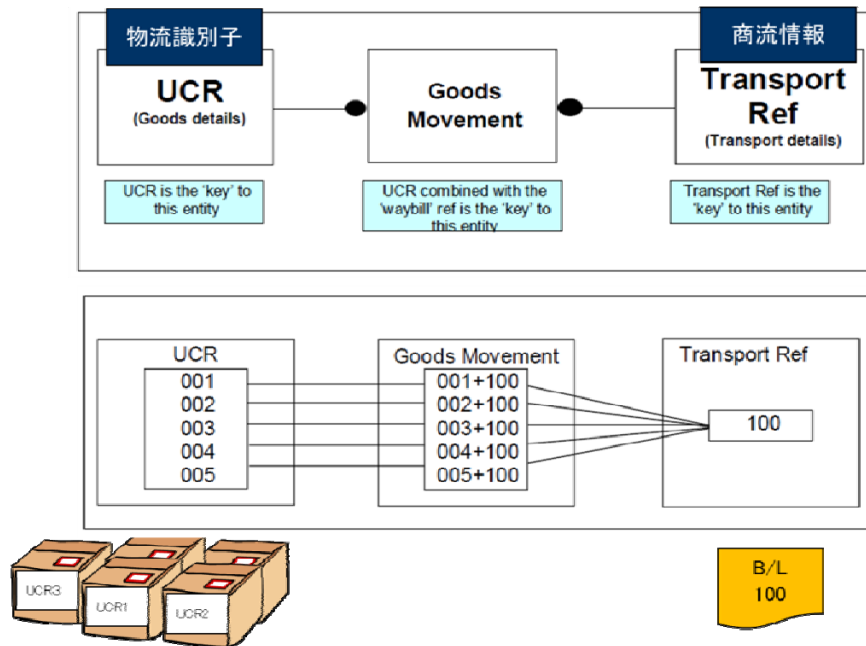 物流識別子
UCR
(Goods details)
Goods
Movement
商流情報
Transport
Ref
(Transport details)
UCR is the 'key' to
this entity
UCR combined with the
'waybill' ref is the 'key' to
this entity
Transport Ref is the
'key' to this entity
UCR
001
002
003
004
005
Goods Movement
001+100
002+100
003+100
004+100
005+100
Transport Ref
100
UCR3
UCR1
UCR2
B/L
100